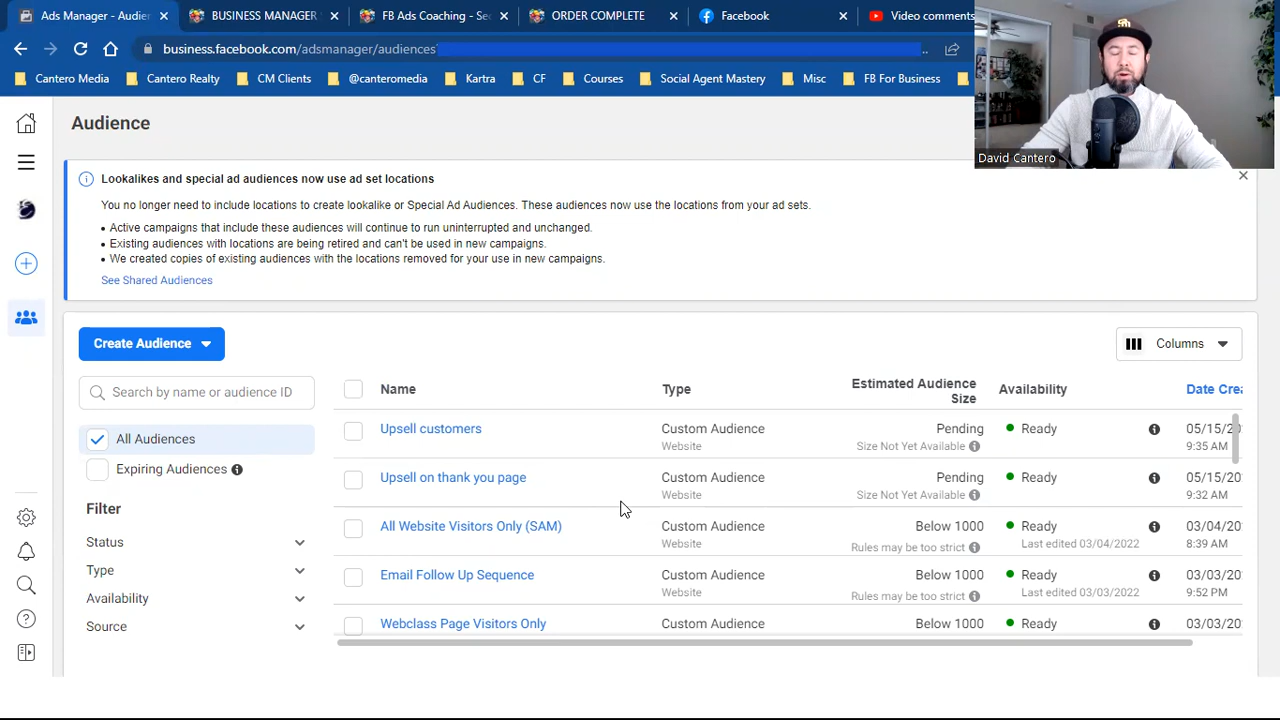 Ads Manager - Audien
BUSINESS MANAGER
FB Ads Coaching - Sec
ORDER COMPLETE
Facebook
Video comments
business.facebook.com/adsmanager/audiences
..
Cantero Media
Cantero Realty
CM Clients
@canteromedia
Kartra
CF
Courses
Social Agent Mastery
Misc
FB For Business
David Cantero
Audience
Lookalikes and special ad audiences now use ad set locations
You no longer need to include locations to create lookalike or Special Ad Audiences. These audiences now use the locations from your ad sets.
• Active campaigns that include these audiences will continue to run uninterrupted and unchanged.
• Existing audiences with locations are being retired and can't be used in new campaigns.
• We created copies of existing audiences with the locations removed for your use in new campaigns.
See Shared Audiences
Create Audience
Columns
Search by name or audience ID
All Audiences
Expiring Audiences
Filter
Status
Type
Availability
Source
Name Type Estimated Audience Size Availability Date Crea
Upsell customers Custom Audience Pending Ready 05/15/20
Website Size Not Yet Available 9:35 AM
Upsell on thank you page Custom Audience Pending Ready 05/15/20
Website Size Not Yet Available 9:32 AM
All Website Visitors Only (SAM) Custom Audience Below 1000 Ready 03/04/20
Website Rules may be too strict Last edited 03/04/2022 8:39 AM
Email Follow Up Sequence Custom Audience Below 1000 Ready 03/03/20
Website Rules may be too strict Last edited 03/03/2022 9:52 PM
Webclass Page Visitors Only Custom Audience Below 1000 Ready 03/03/20